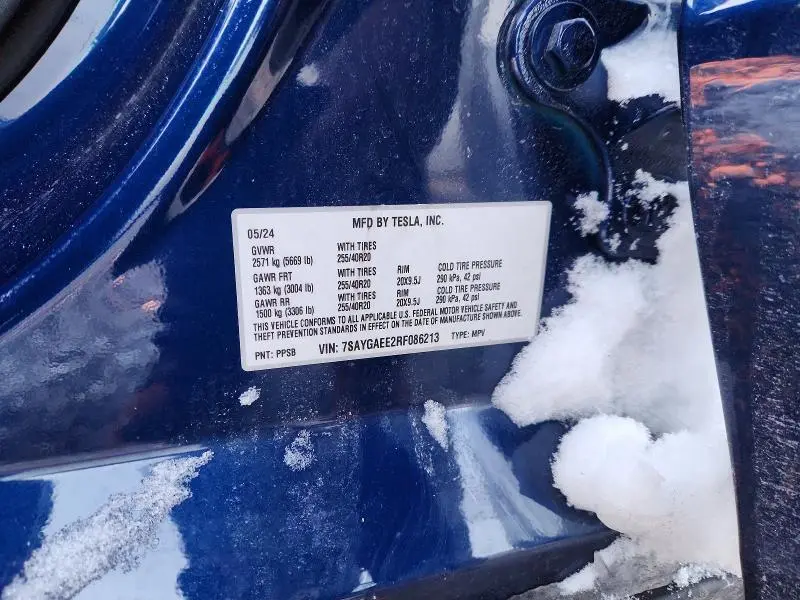 MFD BY TESLA, INC.
05/24
GVWR WITH TIRES
2571 kg (5669 lb) 255/40R20
GAWR FRT WITH TIRES RIM COLD TIRE PRESSURE
1363 kg (3004 lb) 255/40R20 20X9.5J 290 kPa, 42 psi
GAWR RR WITH TIRES RIM COLD TIRE PRESSURE
1500 kg (3306 lb) 255/40R20 20X9.5J 290 kPa, 42 psi
THIS VEHICLE CONFORMS TO ALL APPLICABLE U.S. FEDERAL MOTOR VEHICLE SAFETY AND
THEFT PREVENTION STANDARDS IN EFFECT ON THE DATE OF MANUFACTURE SHOWN ABOVE.
PNT: PPSB VIN: 7SAYGAEE2RF086213 TYPE: MPV